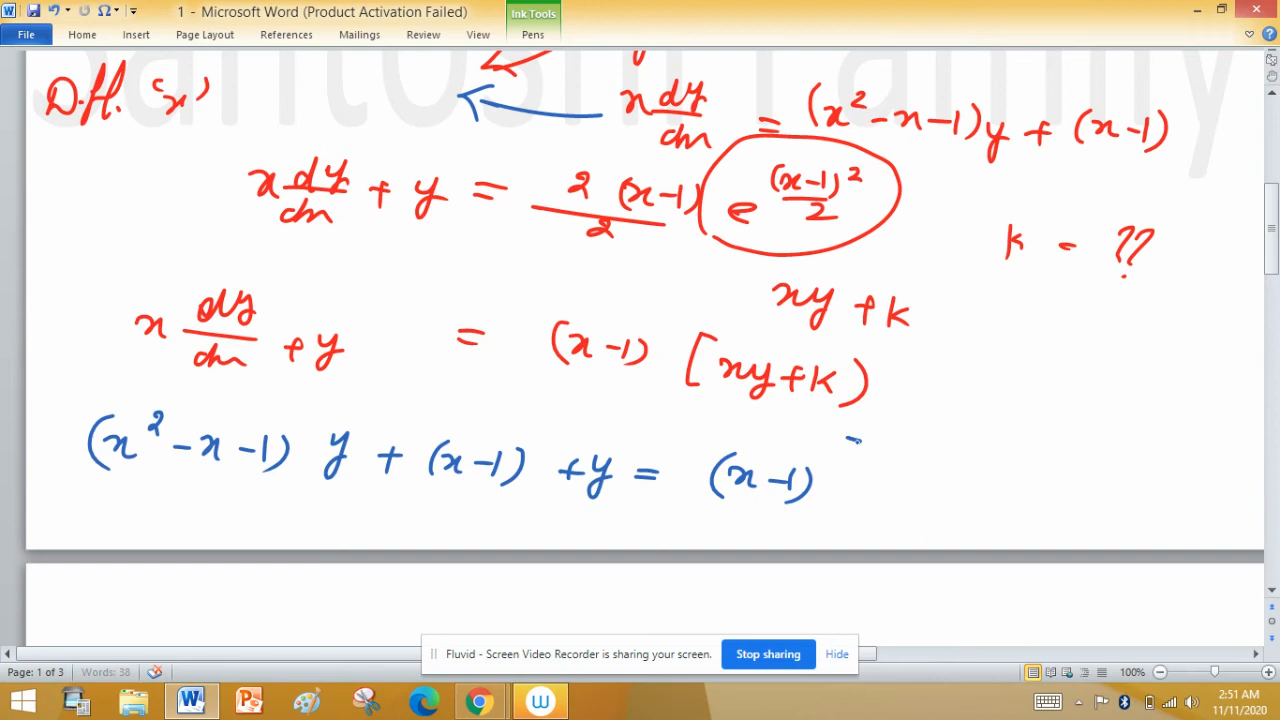 1 - Microsoft Word (Product Activation Failed)
Ink Tools
File Home Insert Page Layout References Mailings Review View Pens
Diff. 'x'
x dy/dx = (x² - x - 1)y + (x - 1)
x dy/dx + y = 2(x - 1)/2 e^((x - 1)²/2)
k = ??
xy + k
x dy/dx + y = (x - 1) [xy + k)
(x² - x - 1) y + (x - 1) + y = (x - 1)
Fluvid - Screen Video Recorder is sharing your screen. Stop sharing Hide
Page: 1 of 3 Words: 38 100%
2:51 AM
11/11/2020